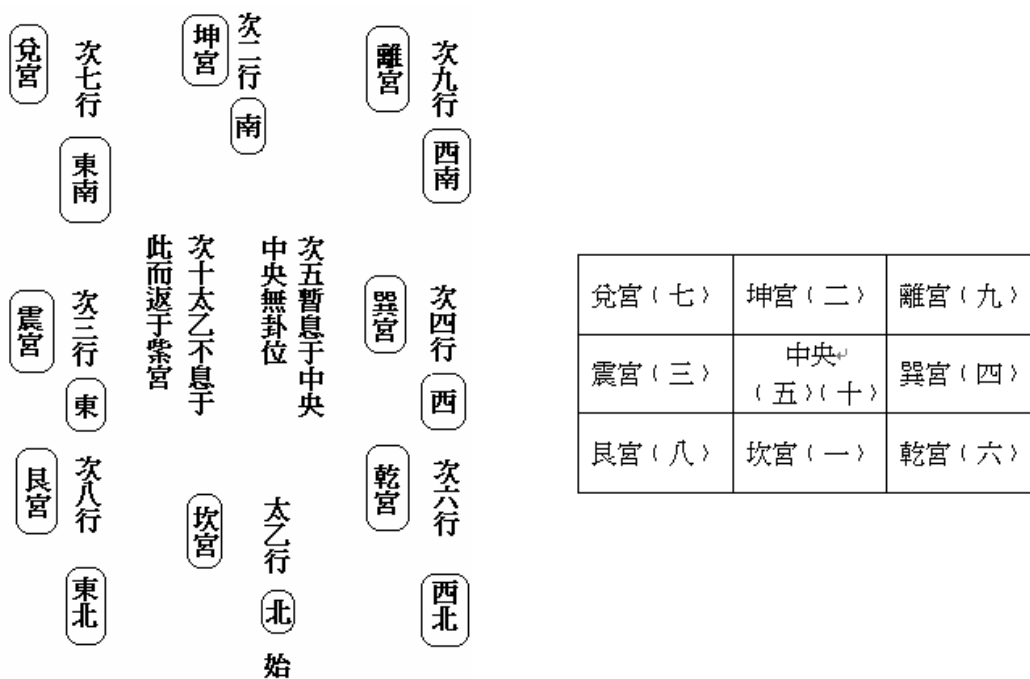 離宮
次九行
西南
坤宮
次二行
南
兌宮
次七行
東南
巽宮
次四行
西
次五暫息于中央
中央無卦位
次十太乙不息于
此而返于紫宮
震宮
次三行
東
乾宮
次六行
西北
坎宮
太乙行
北
始
艮宮
次八行
東北
兌宮（七）
坤宮（二）
離宮（九）
震宮（三）
中央
（五）（十）
巽宮（四）
艮宮（八）
坎宮（一）
乾宮（六）